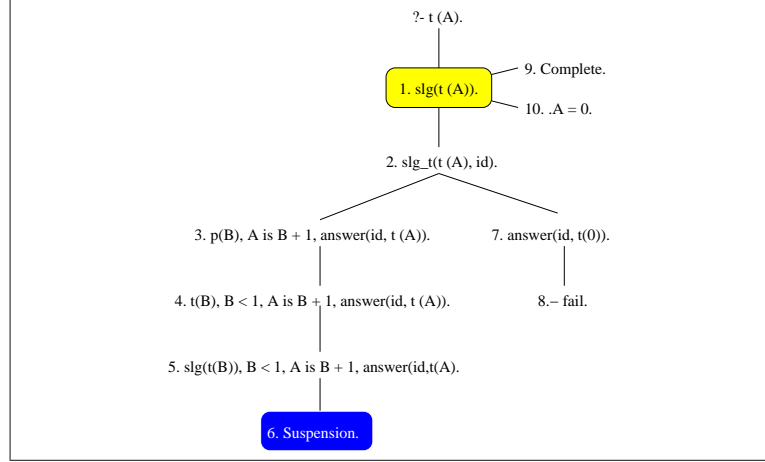 ?- t (A).
9. Complete.
1. slg(t (A)).
10. .A = 0.
2. slg_t(t (A), id).
3. p(B), A is B + 1, answer(id, t (A)).
7. answer(id, t(0)).
4. t(B), B < 1, A is B + 1, answer(id, t (A)).
8.– fail.
5. slg(t(B)), B < 1, A is B + 1, answer(id,t(A).
6. Suspension.